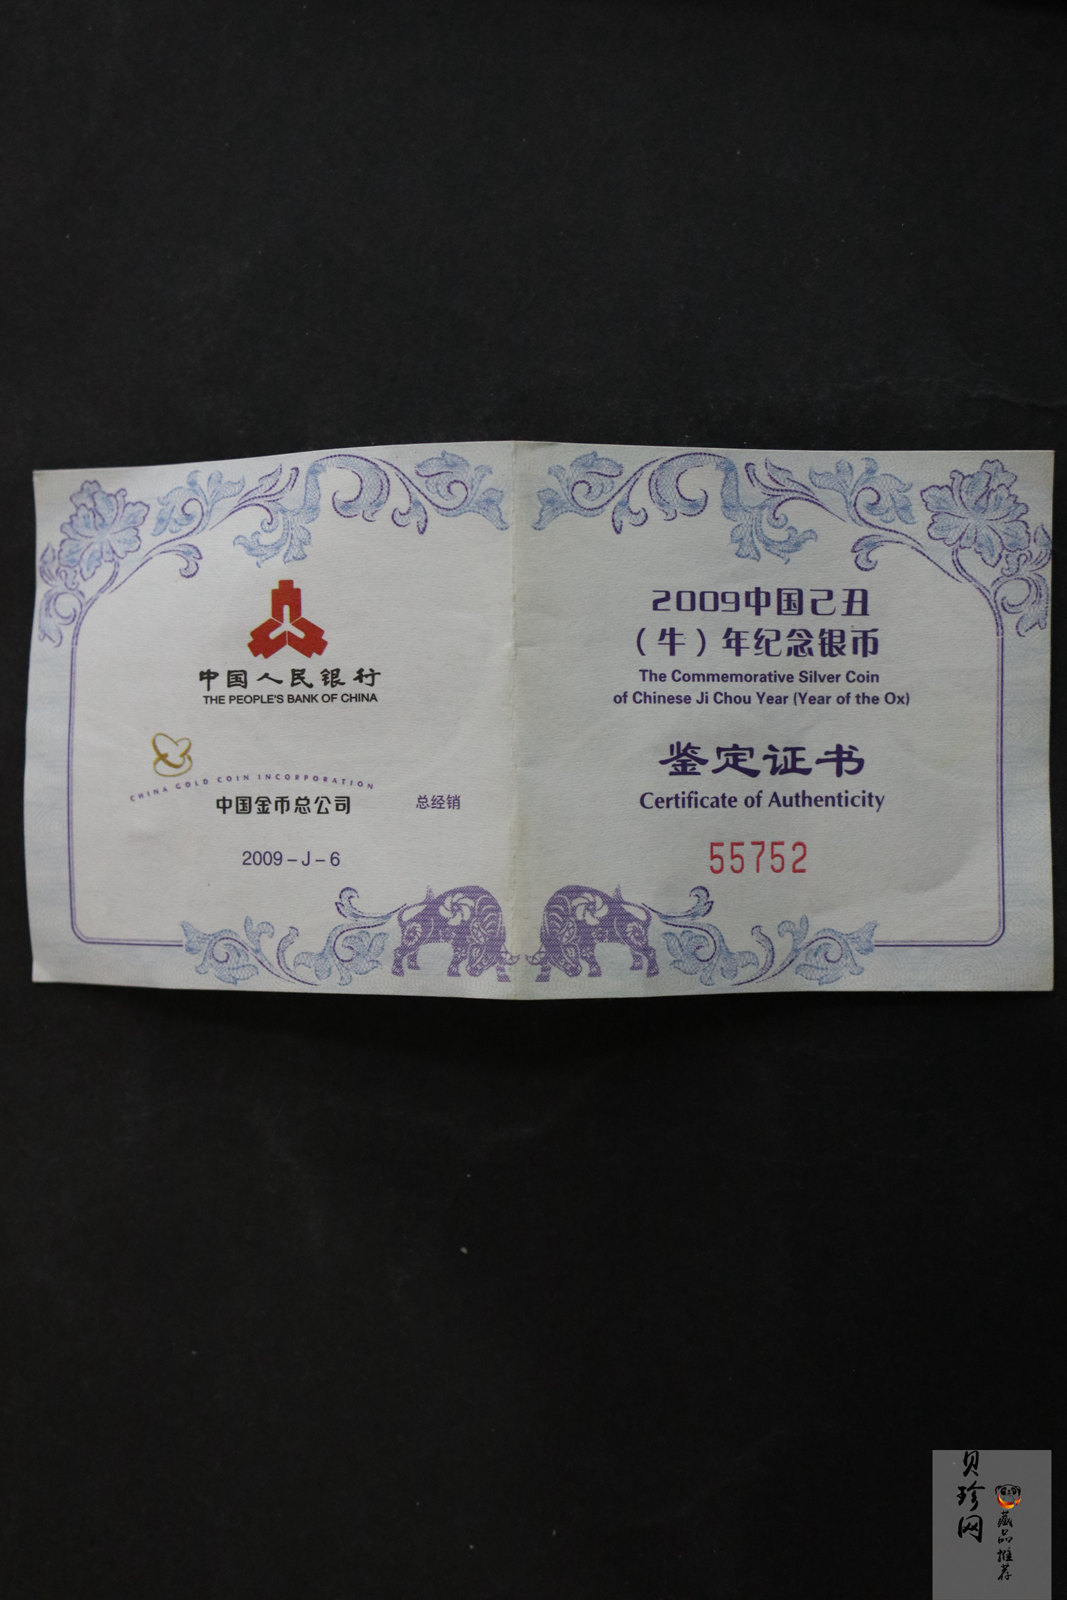 中国人民银行
THE PEOPLE'S BANK OF CHINA
CHINA GOLD COIN INCORPORATION
中国金币总公司 总经销
2009-J-6
2009中国己丑
（牛）年纪念银币
The Commemorative Silver Coin
of Chinese Ji Chou Year (Year of the Ox)
鉴定证书
Certificate of Authenticity
55752
贝珍网
藏品推荐